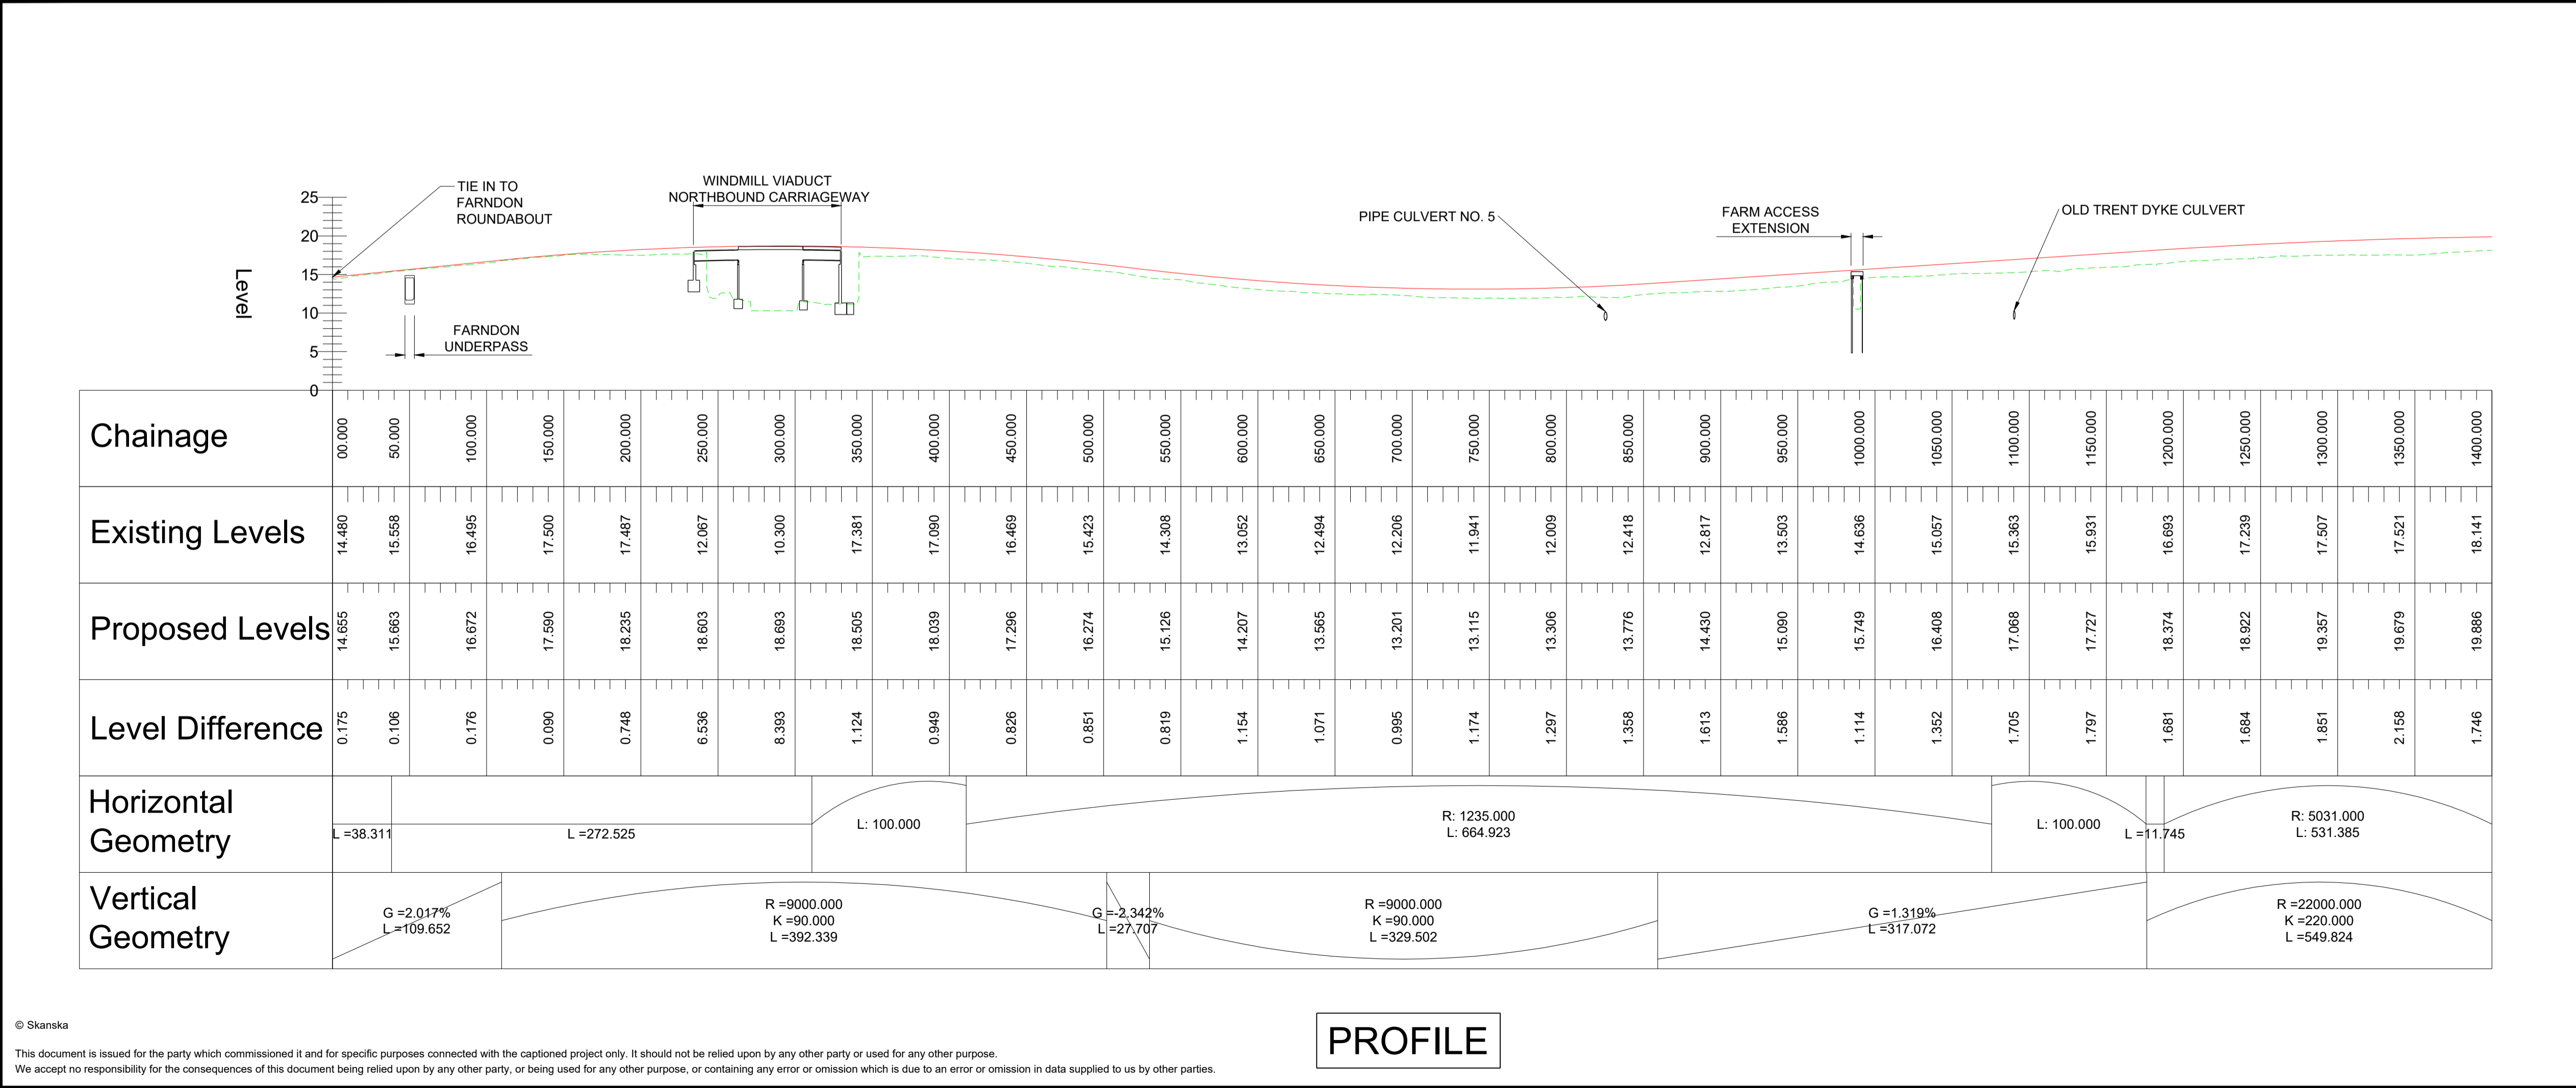 TIE IN TO
FARNDON
ROUNDABOUT
WINDMILL VIADUCT
NORTHBOUND CARRIAGEWAY
PIPE CULVERT NO. 5
FARM ACCESS
EXTENSION
OLD TRENT DYKE CULVERT
25
20
15
10
5
0
Level
FARNDON
UNDERPASS
Chainage
00.000 50.000 100.000 150.000 200.000 250.000 300.000 350.000 400.000 450.000 500.000 550.000 600.000 650.000 700.000 750.000 800.000 850.000 900.000 950.000 1000.000 1050.000 1100.000 1150.000 1200.000 1250.000 1300.000 1350.000 1400.000
Existing Levels
14.480 15.558 16.495 17.500 17.487 12.067 10.300 17.381 17.090 16.469 15.423 14.308 13.052 12.494 12.206 11.941 12.009 12.418 12.817 13.503 14.636 15.057 15.363 15.931 16.693 17.239 17.507 17.521 18.141
Proposed Levels
14.655 15.663 16.672 17.590 18.235 18.603 18.693 18.505 18.039 17.296 16.274 15.126 14.207 13.565 13.201 13.115 13.306 13.776 14.430 15.090 15.749 16.408 17.068 17.727 18.374 18.922 19.357 19.679 19.886
Level Difference
0.175 0.106 0.176 0.090 0.748 6.536 8.393 1.124 0.949 0.826 0.851 0.819 1.154 1.071 0.995 1.174 1.297 1.358 1.613 1.586 1.114 1.352 1.705 1.797 1.681 1.684 1.851 2.158 1.746
Horizontal
Geometry
L =38.311
L =272.525
L: 100.000
R: 1235.000
L: 664.923
L: 100.000
L =11.745
R: 5031.000
L: 531.385
Vertical
Geometry
G =2.017%
L =109.652
R =9000.000
K =90.000
L =392.339
G =-2.342%
L =27.707
R =9000.000
K =90.000
L =329.502
G =1.319%
L =317.072
R =22000.000
K =220.000
L =549.824
© Skanska
PROFILE
This document is issued for the party which commissioned it and for specific purposes connected with the captioned project only. It should not be relied upon by any other party or used for any other purpose.
We accept no responsibility for the consequences of this document being relied upon by any other party, or being used for any other purpose, or containing any error or omission which is due to an error or omission in data supplied to us by other parties.